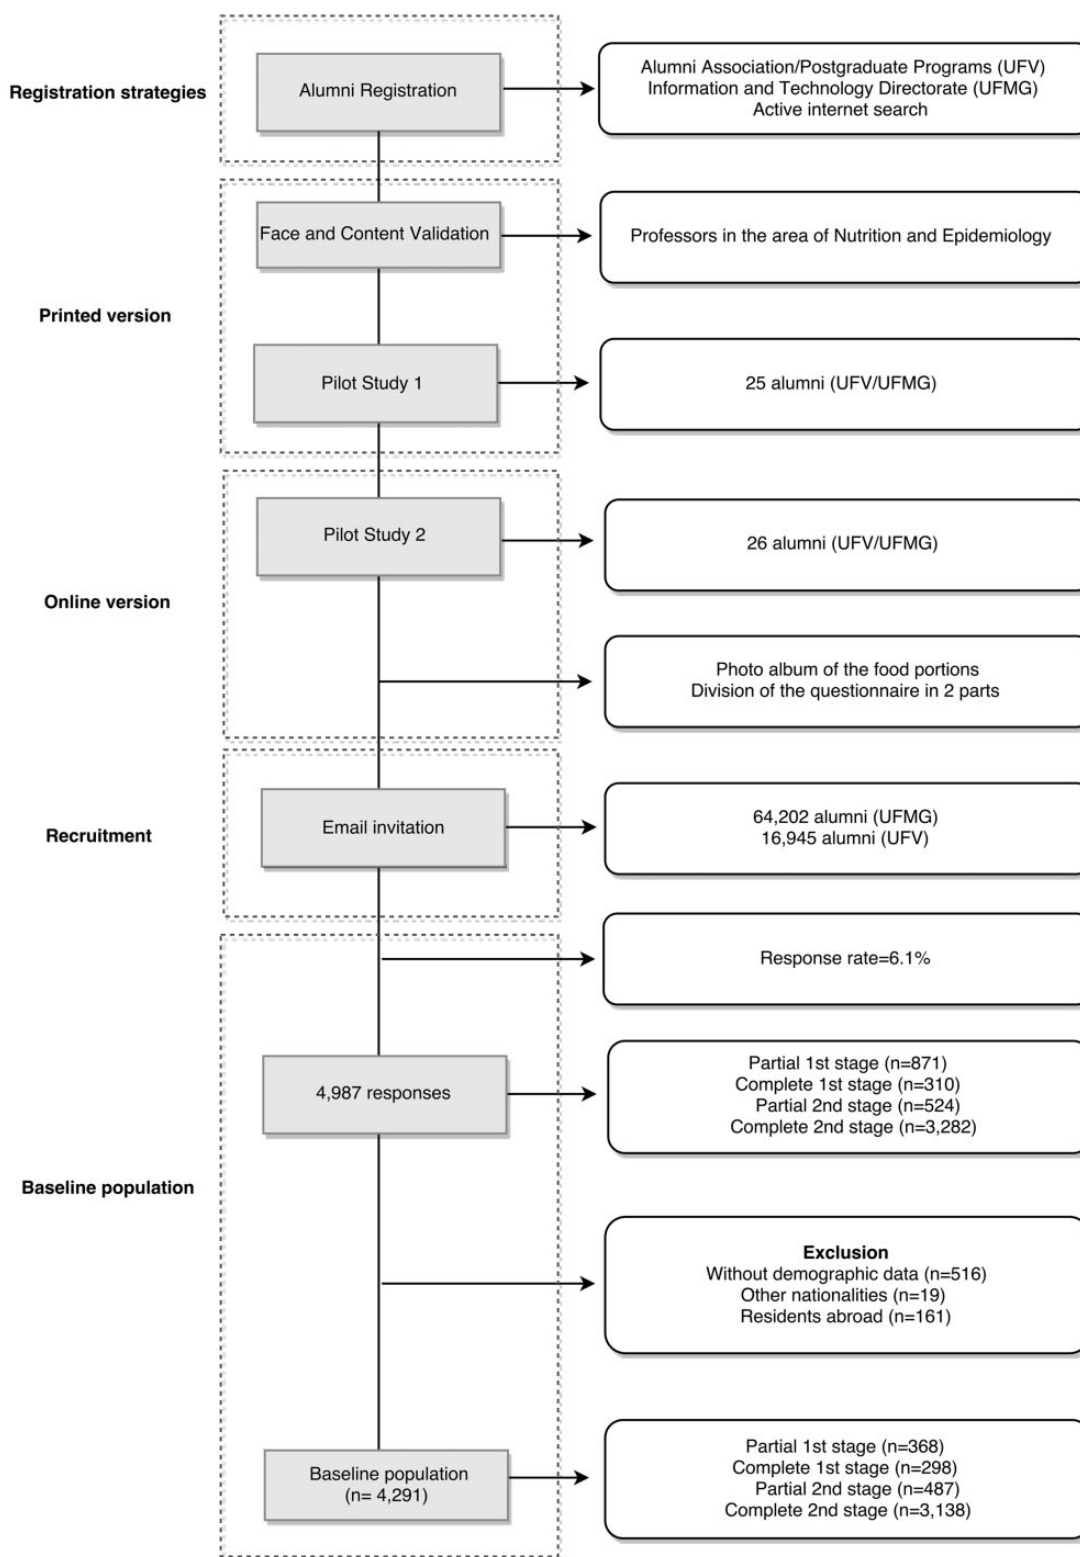 Registration strategies
Alumni Registration
Alumni Association/Postgraduate Programs (UFV)
Information and Technology Directorate (UFMG)
Active internet search
Printed version
Face and Content Validation
Professors in the area of Nutrition and Epidemiology
Pilot Study 1
25 alumni (UFV/UFMG)
Online version
Pilot Study 2
26 alumni (UFV/UFMG)
Photo album of the food portions
Division of the questionnaire in 2 parts
Recruitment
Email invitation
64,202 alumni (UFMG)
16,945 alumni (UFV)
Response rate=6.1%
Baseline population
4,987 responses
Partial 1st stage (n=871)
Complete 1st stage (n=310)
Partial 2nd stage (n=524)
Complete 2nd stage (n=3,282)
Exclusion
Without demographic data (n=516)
Other nationalities (n=19)
Residents abroad (n=161)
Baseline population
(n= 4,291)
Partial 1st stage (n=368)
Complete 1st stage (n=298)
Partial 2nd stage (n=487)
Complete 2nd stage (n=3,138)